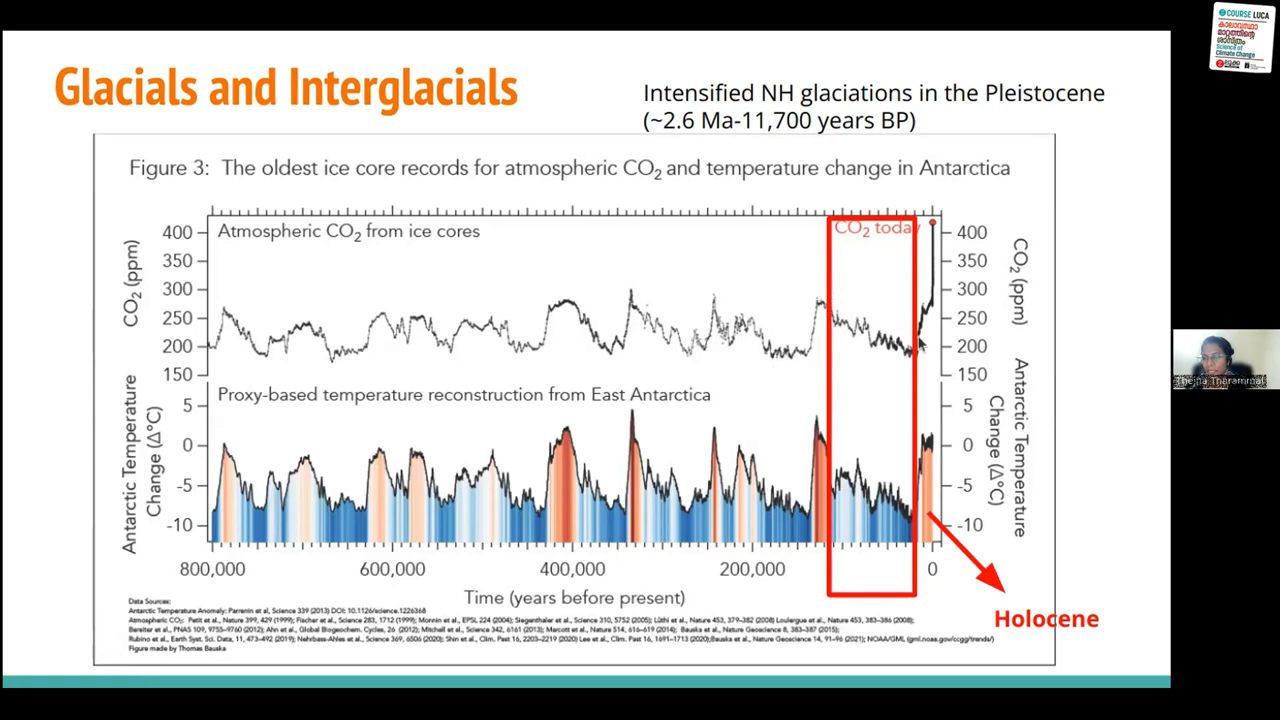 COURSE LUCA
കാലാവസ്ഥാ
മാറ്റത്തിന്റെ
ശാസ്ത്രം
Science of
Climate Change
Glacials and Interglacials
Intensified NH glaciations in the Pleistocene
(~2.6 Ma-11,700 years BP)
Figure 3: The oldest ice core records for atmospheric CO2 and temperature change in Antarctica
Atmospheric CO2 from ice cores
CO2 today
CO2 (ppm)
400
350
300
250
200
150
400
350
300
250
200
150
CO2 (ppm)
Proxy-based temperature reconstruction from East Antarctica
Antarctic Temperature
Change (Δ°C)
5
0
-5
-10
5
0
-5
-10
Antarctic Temperature
Change (Δ°C)
800,000
600,000
400,000
200,000
0
Time (years before present)
Holocene
Data Sources:
Antarctic Temperature Anomaly: Parrenin et al, Science 339 (2013) DOI: 10.1126/science.1226368
Atmospheric CO2: Petit et al., Nature 399, 429 (1999); Fischer et al., Science 283, 1712 (1999); Monnin et al., EPSL 224 (2004); Siegenthaler et al., Science 310, 5752 (2005); Lüthi et al., Nature 453, 379-382 (2008) Loulergue et al., Nature 453, 383-386 (2008);
Bereiter et al., PNAS 109, 9755-9760 (2012); Ahn et al., Global Biogeochem. Cycles, 26 (2012); Mitchell et al., Science 342, 6161 (2013); Marcott et al., Nature 514, 616-619 (2014); Bauska et al., Nature Geoscience 8, 383-387 (2015);
Rubino et al., Earth Syst. Sci. Data, 11, 473-492 (2019); Nehrbass-Ahles et al., Science 369, 6506 (2020); Shin et al., Clim. Past 16, 2203-2219 (2020) Lee et al., Clim. Past 16, 1691-1713 (2020);Bauska et al., Nature Geoscience 14, 91-96 (2021); NOAA/GML (gml.noaa.gov/ccgg/trends/)
Figure made by Thomas Bauska
Thejna Tharammal